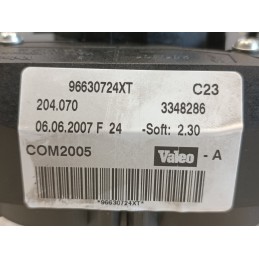 96630724XT C23
204.070 3348286
06.06.2007 F 24 -Soft: 2.30
COM2005 Valeo - A
*96630724XT*